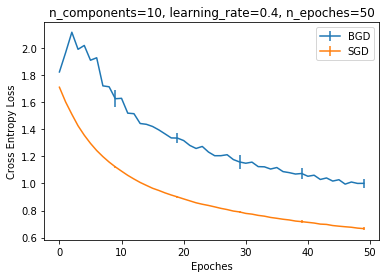 n_components=10, learning_rate=0.4, n_epoches=50
BGD
SGD
2.0
1.8
1.6
1.4
1.2
1.0
0.8
0.6
Cross Entropy Loss
0
10
20
30
40
50
Epoches